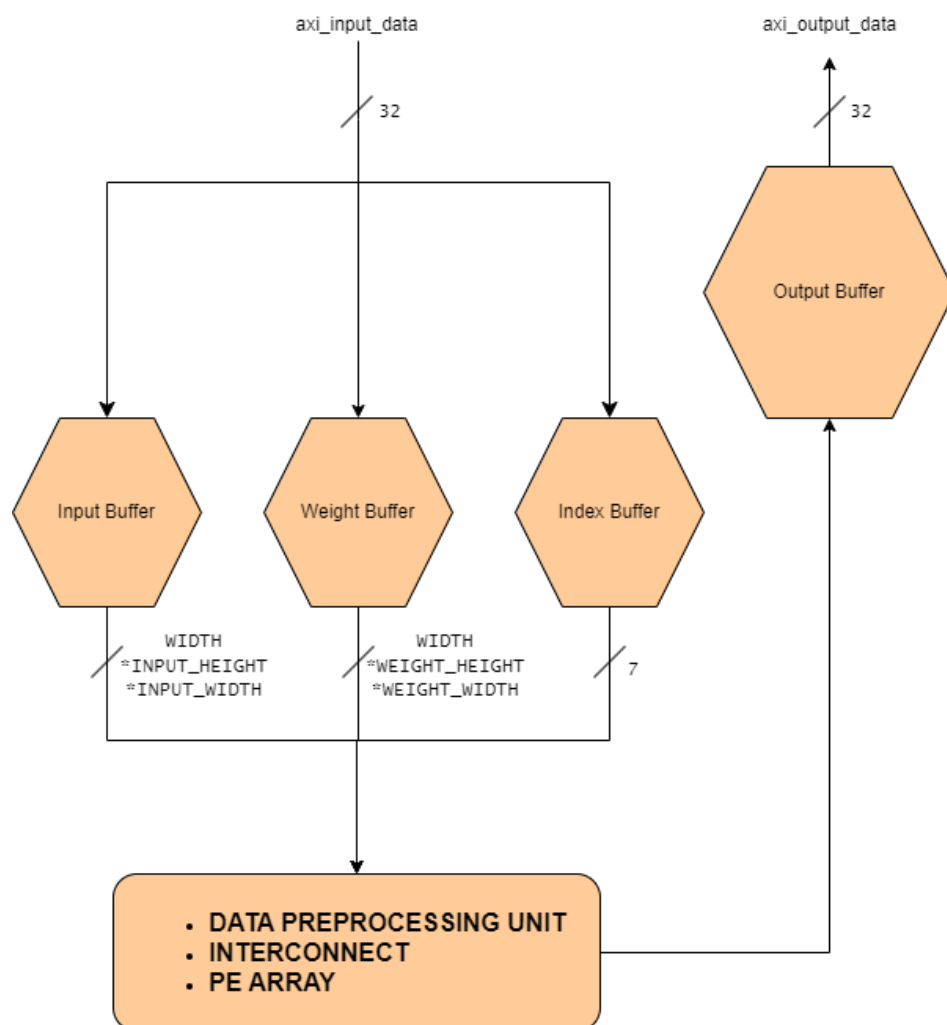 axi_input_data
axi_output_data
32
32
Output Buffer
Input Buffer
Weight Buffer
Index Buffer
WIDTH
*INPUT_HEIGHT
*INPUT_WIDTH
WIDTH
*WEIGHT_HEIGHT
*WEIGHT_WIDTH
7
• DATA PREPROCESSING UNIT
• INTERCONNECT
• PE ARRAY